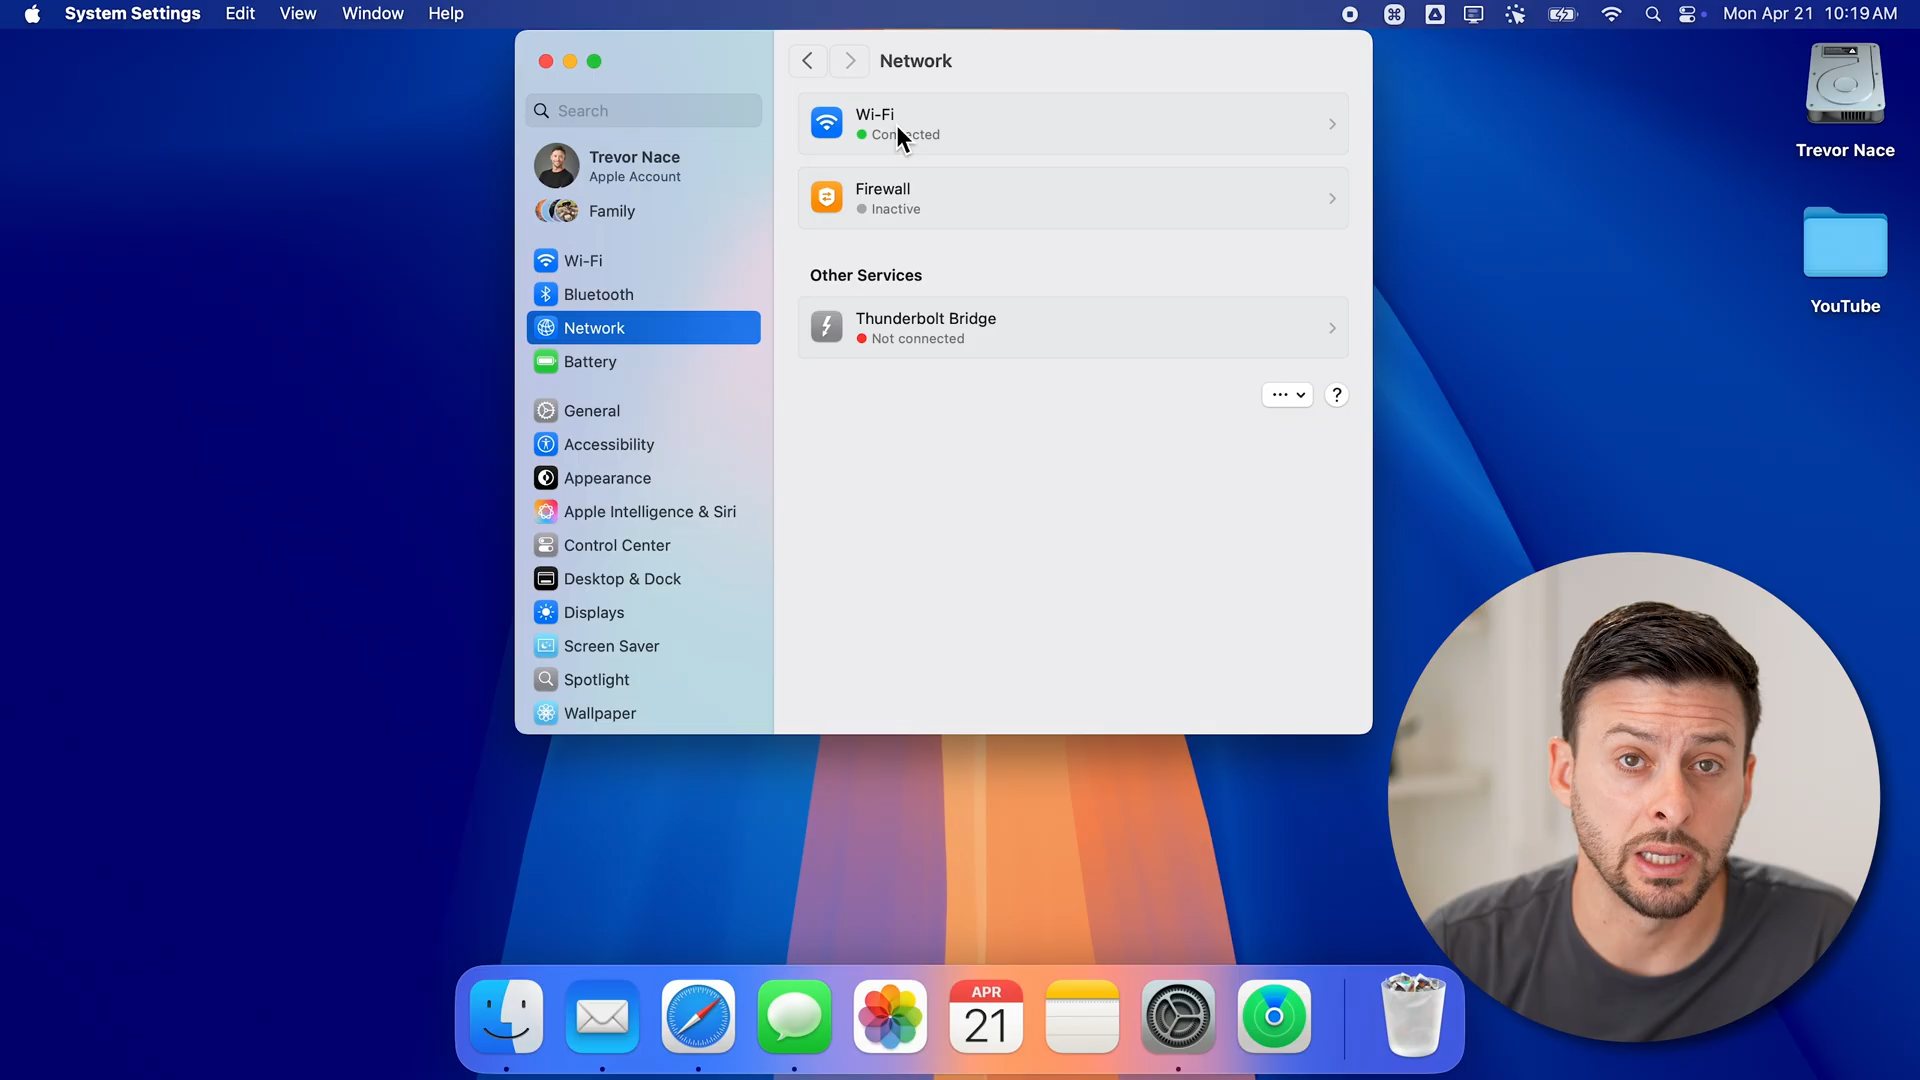 System Settings Edit View Window Help
Mon Apr 21 10:19 AM
Network
Search
Wi-Fi
Connected
Trevor Nace
Apple Account
Family
Firewall
Inactive
Wi-Fi
Bluetooth
Network
Battery
Other Services
Thunderbolt Bridge
Not connected
?
General
Accessibility
Appearance
Apple Intelligence & Siri
Control Center
Desktop & Dock
Displays
Screen Saver
Spotlight
Wallpaper
Trevor Nace
YouTube
APR
21